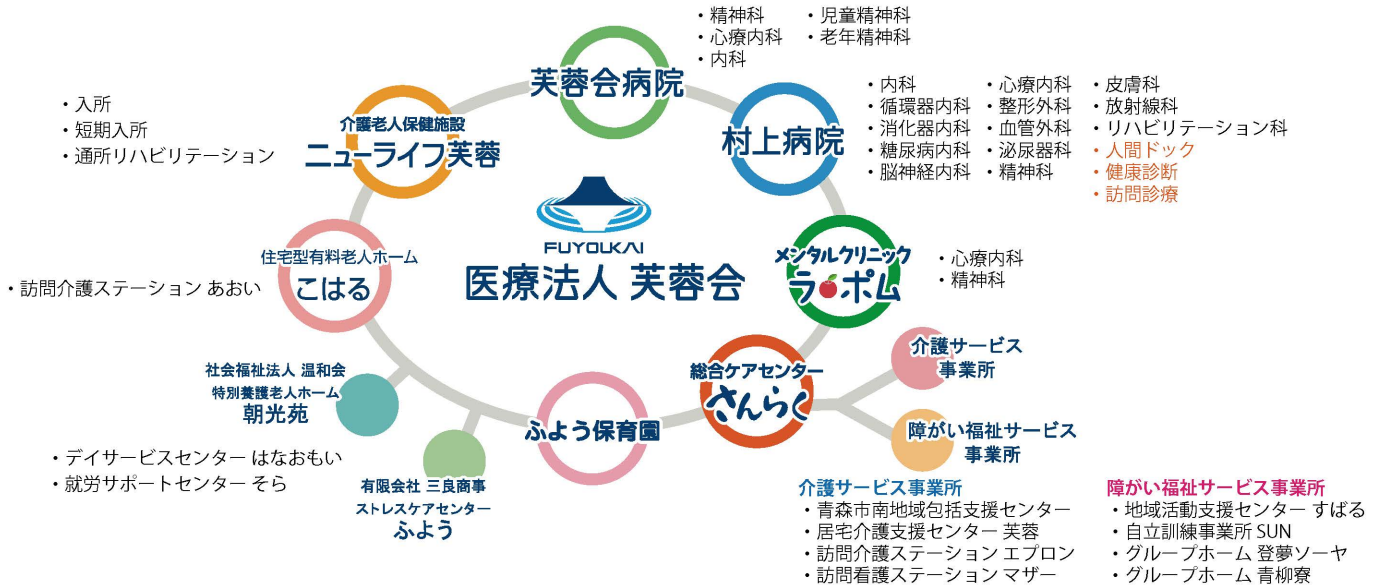 ・精神科
・心療内科
・内科
・児童精神科
・老年精神科
芙蓉会病院
・内科
・循環器内科
・消化器内科
・糖尿病内科
・脳神経内科
・心療内科
・整形外科
・血管外科
・泌尿器科
・精神科
・皮膚科
・放射線科
・リハビリテーション科
・人間ドック
・健康診断
・訪問診療
村上病院
・入所
・短期入所
・通所リハビリテーション
介護老人保健施設
ニューライフ芙蓉
FUYOUKAI
医療法人 芙蓉会
メンタルクリニック
ラポム
・心療内科
・精神科
住宅型有料老人ホーム
こはる
・訪問介護ステーション あおい
社会福祉法人 温和会
特別養護老人ホーム
朝光苑
・デイサービスセンター はなおもい
・就労サポートセンター そら
有限会社 三良商事
ストレスケアセンター
ふよう
ふよう保育園
総合ケアセンター
さんらく
介護サービス
事業所
障がい福祉サービス
事業所
介護サービス事業所
・青森市南地域包括支援センター
・居宅介護支援センター 芙蓉
・訪問介護ステーション エプロン
・訪問看護ステーション マザー
障がい福祉サービス事業所
・地域活動支援センター すばる
・自立訓練事業所 SUN
・グループホーム 登夢ソーヤ
・グループホーム 青柳寮